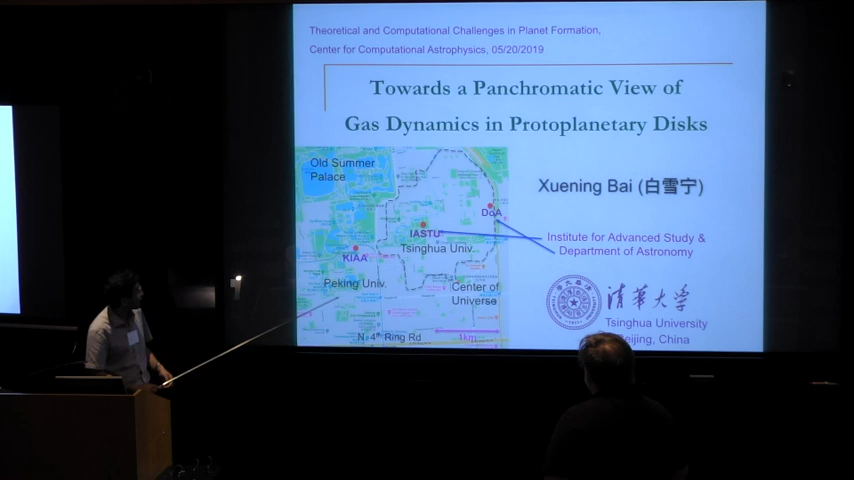 Theoretical and Computational Challenges in Planet Formation,
Center for Computational Astrophysics, 05/20/2019
Towards a Panchromatic View of
Gas Dynamics in Protoplanetary Disks
Old Summer
Palace
DoA
IASTU
Tsinghua Univ.
KIAA
Peking Univ.
Center of
Universe
N. 4th Ring Rd
1km
Xuening Bai (白雪宁)
Institute for Advanced Study &
Department of Astronomy
清華大学
Tsinghua University
Beijing, China